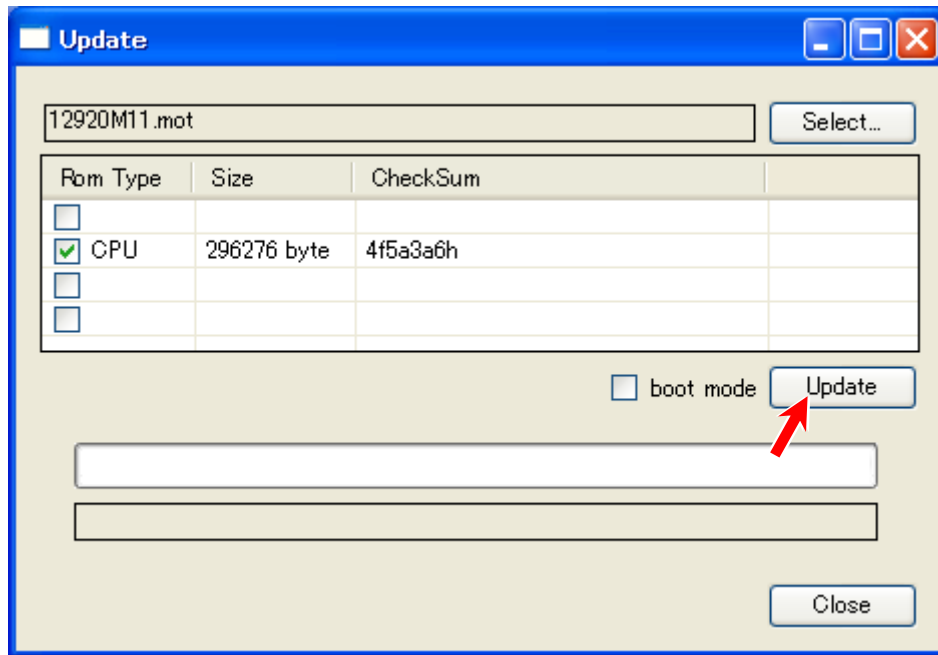 Update
12920M11.mot
Select...
Rom Type Size CheckSum
CPU 296276 byte 4f5a3a6h
boot mode Update
Close